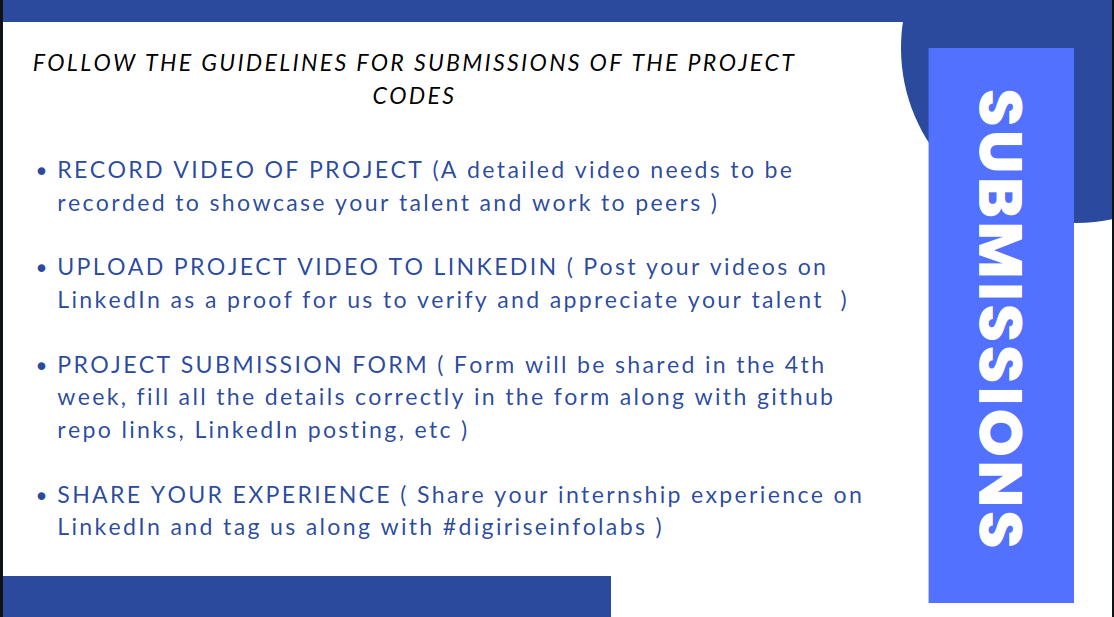 FOLLOW THE GUIDELINES FOR SUBMISSIONS OF THE PROJECT
CODES
• RECORD VIDEO OF PROJECT (A detailed video needs to be
recorded to showcase your talent and work to peers )
• UPLOAD PROJECT VIDEO TO LINKEDIN ( Post your videos on
LinkedIn as a proof for us to verify and appreciate your talent )
• PROJECT SUBMISSION FORM ( Form will be shared in the 4th
week, fill all the details correctly in the form along with github
repo links, LinkedIn posting, etc )
• SHARE YOUR EXPERIENCE ( Share your internship experience on
LinkedIn and tag us along with #digiriseinfolabs )
SUBMISSIONS